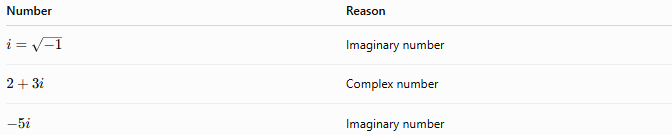 Number Reason
i = √−1 Imaginary number
2 + 3i Complex number
−5i Imaginary number